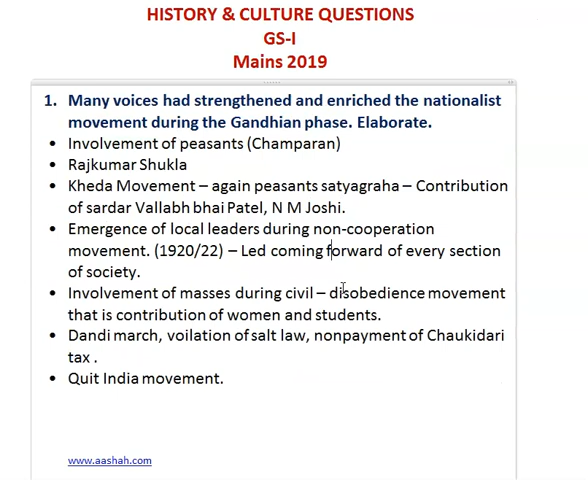 HISTORY & CULTURE QUESTIONS
GS-I
Mains 2019
1. Many voices had strengthened and enriched the nationalist
movement during the Gandhian phase. Elaborate.
• Involvement of peasants (Champaran)
• Rajkumar Shukla
• Kheda Movement – again peasants satyagraha – Contribution
of sardar Vallabh bhai Patel, N M Joshi.
• Emergence of local leaders during non-cooperation
movement. (1920/22) – Led coming forward of every section
of society.
• Involvement of masses during civil – disobedience movement
that is contribution of women and students.
• Dandi march, voilation of salt law, nonpayment of Chaukidari
tax .
• Quit India movement.
www.aashah.com